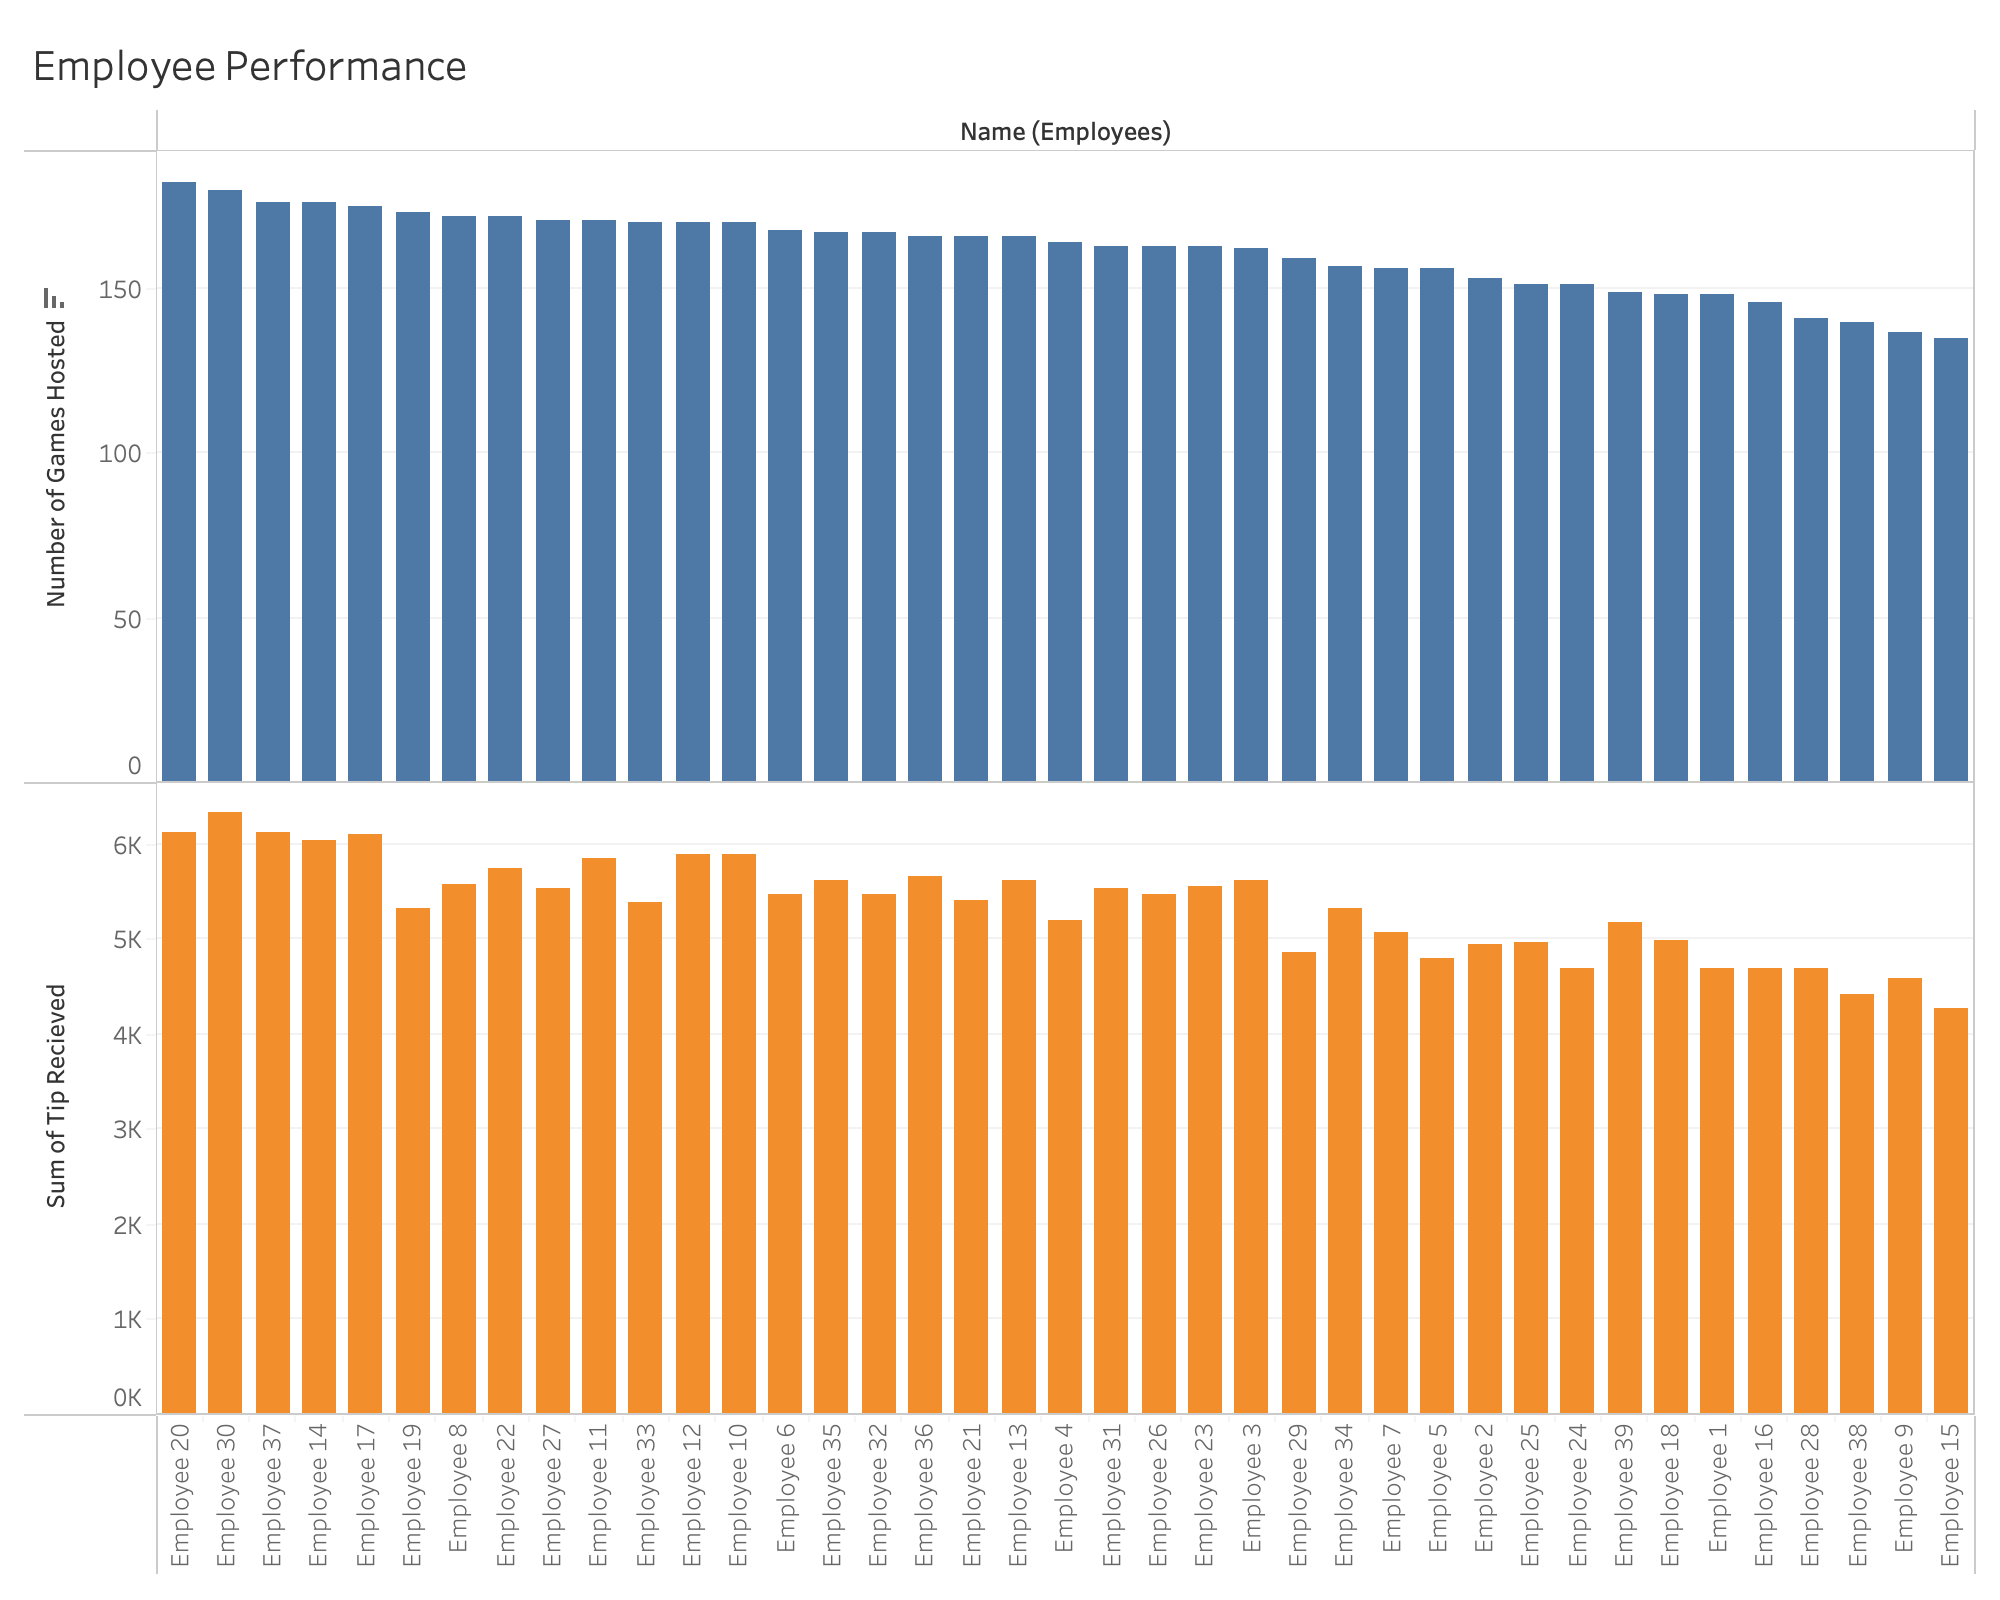 Employee Performance
Name (Employees)
Number of Games Hosted
150
100
50
0
Sum of Tip Recieved
6K
5K
4K
3K
2K
1K
0K
Employee 20
Employee 30
Employee 37
Employee 14
Employee 17
Employee 19
Employee 8
Employee 22
Employee 27
Employee 11
Employee 33
Employee 12
Employee 10
Employee 6
Employee 35
Employee 32
Employee 36
Employee 21
Employee 13
Employee 4
Employee 31
Employee 26
Employee 23
Employee 3
Employee 29
Employee 34
Employee 7
Employee 5
Employee 2
Employee 25
Employee 24
Employee 39
Employee 18
Employee 1
Employee 16
Employee 28
Employee 38
Employee 9
Employee 15